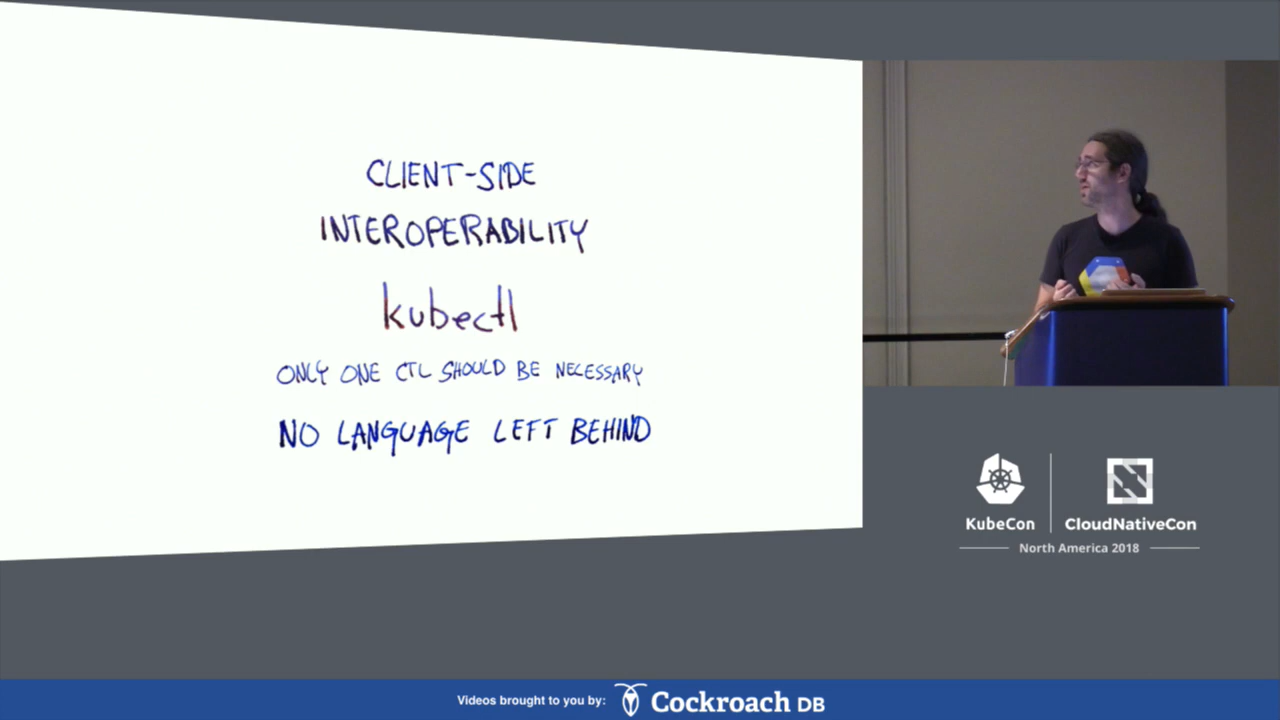 CLIENT-SIDE
INTEROPERABILITY
kubectl
ONLY ONE CTL SHOULD BE NECESSARY
NO LANGUAGE LEFT BEHIND
KubeCon
CloudNativeCon
North America 2018
Videos brought to you by:
Cockroach DB